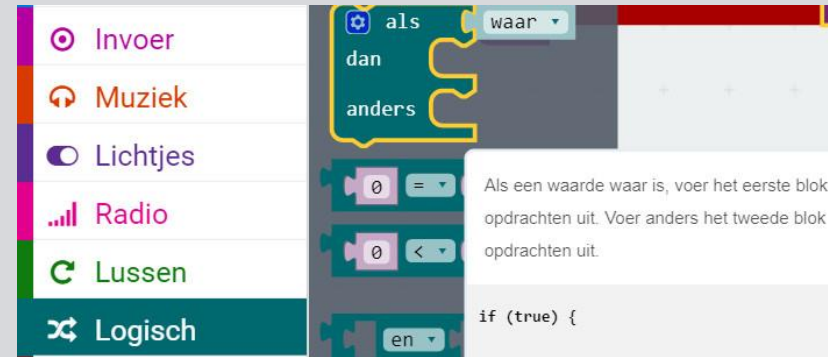 Invoer
Muziek
Lichtjes
Radio
Lussen
Logisch
als waar
dan
anders
0 =
0 <
en
Als een waarde waar is, voer het eerste blok
opdrachten uit. Voer anders het tweede blok
opdrachten uit.
if (true) {